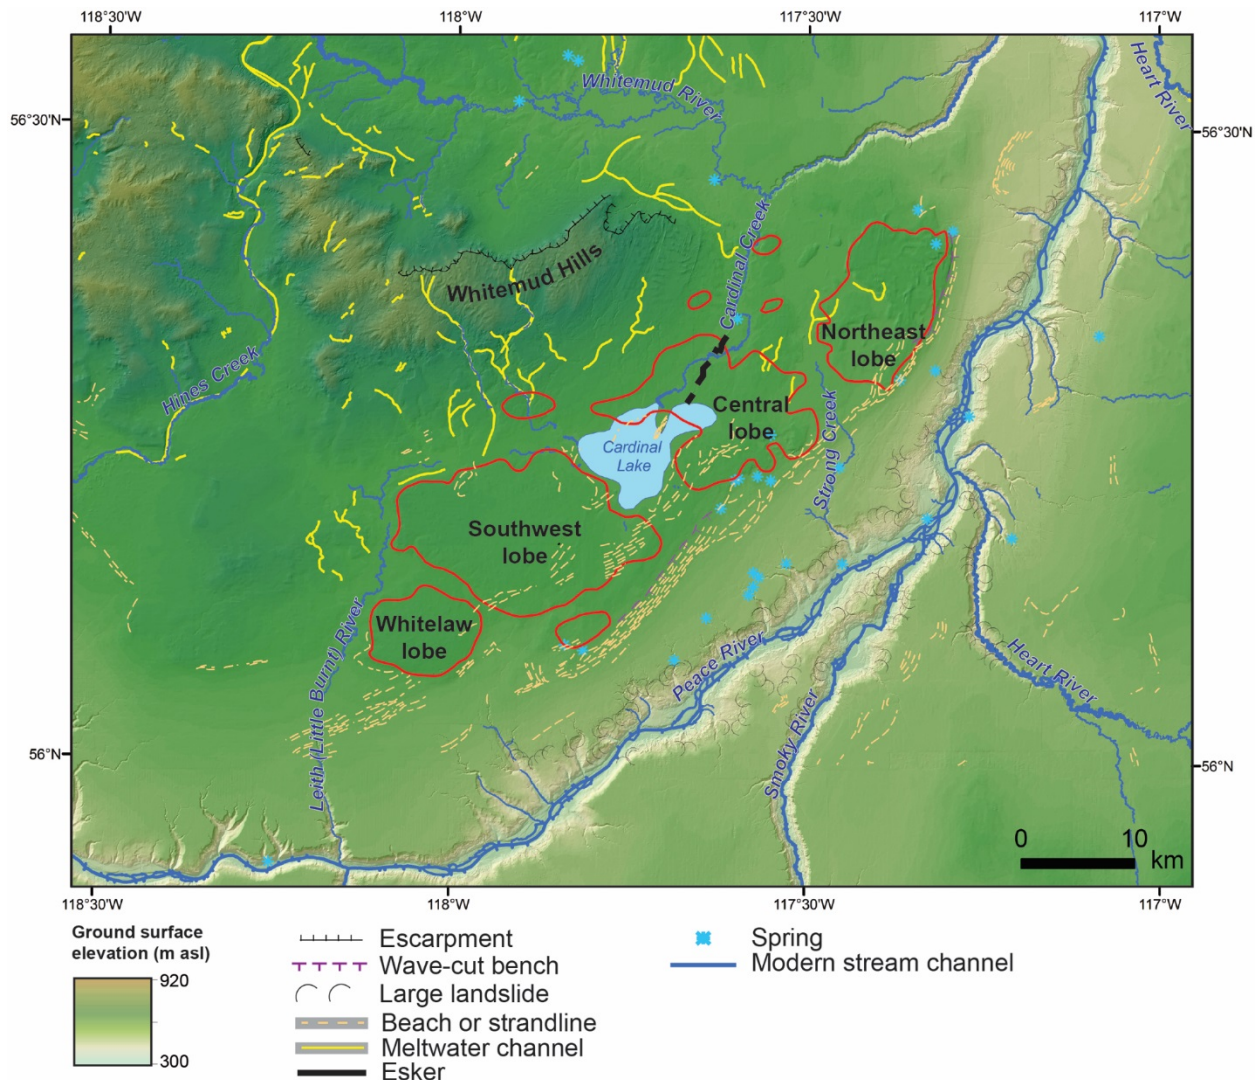 118°30'W
118°W
117°30'W
117°W
Whitemud River
Heart River
56°30'N
56°30'N
Cardinal Creek
Whitemud Hills
Northeast
lobe
Hines Creek
Central
lobe
Cardinal
Lake
Strong Creek
Southwest
lobe
Whitelaw
lobe
Leith (Little Burnt) River
Peace River
Heart River
Smoky River
56°N
56°N
0 10
km
118°30'W
118°W
117°30'W
117°W
Ground surface
elevation (m asl)
920
300
Escarpment
Wave-cut bench
Large landslide
Beach or strandline
Meltwater channel
Esker
Spring
Modern stream channel